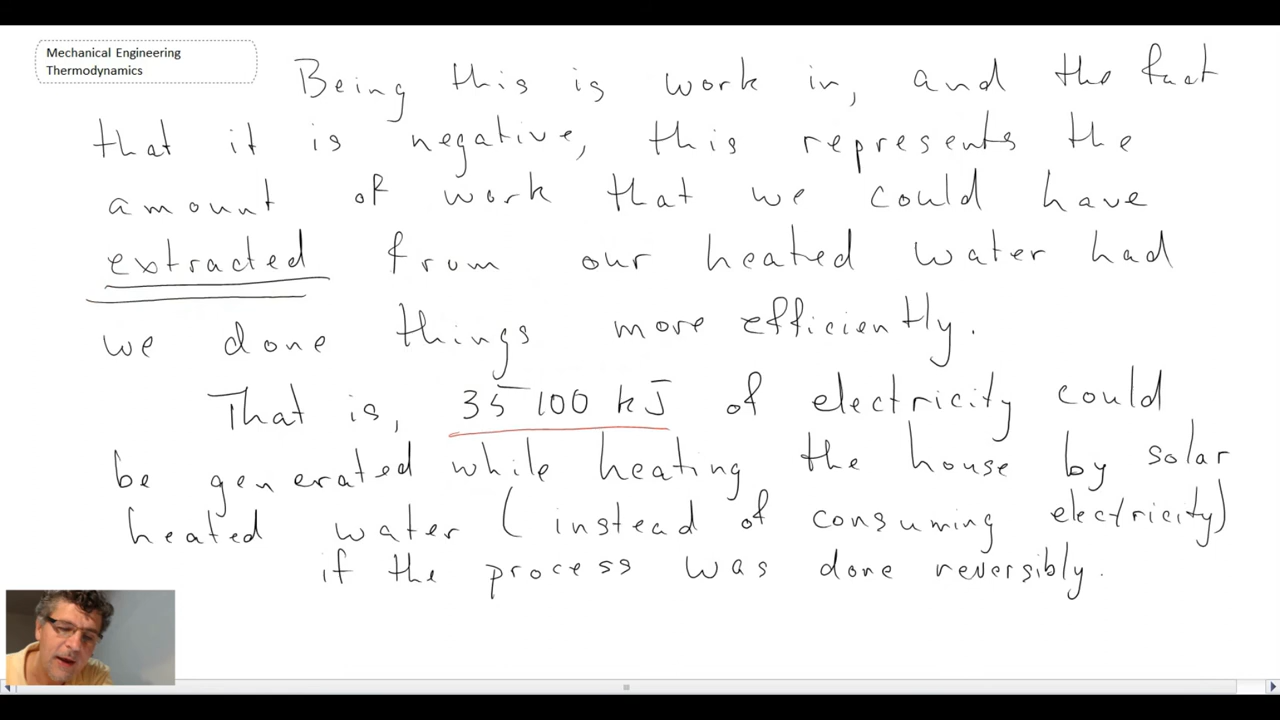 Mechanical Engineering
Thermodynamics
Being this is work in, and the fact
that it is negative, this represents the
amount of work that we could have
extracted from our heated water had
we done things more efficiently.
That is, 35 100 kJ of electricity could
be generated while heating the house by solar
heated water (instead of consuming electricity)
if the process was done reversibly.